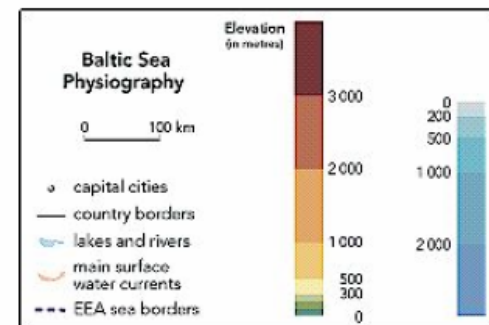 Baltic Sea
Physiography
0 100 km
capital cities
country borders
lakes and rivers
main surface
water currents
EEA sea borders
Elevation
(in metres)
3 000
2 000
1 000
500
300
0
0
200
500
1 000
2 000